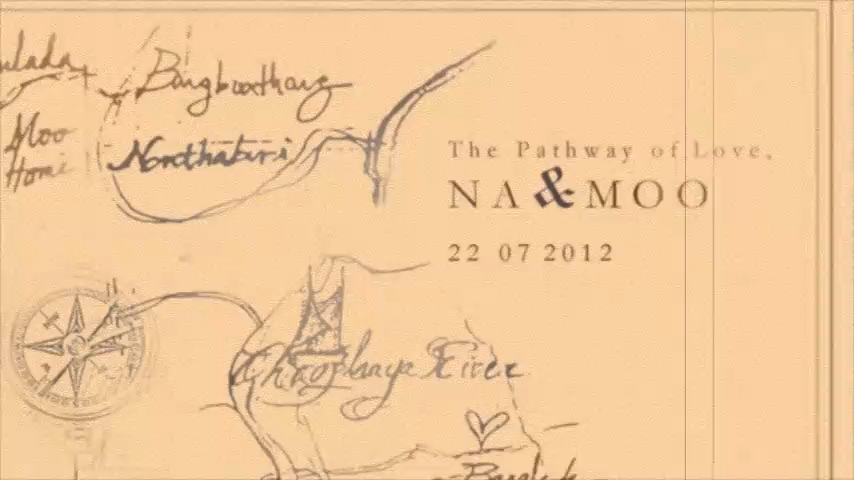 Bangbuathong
Moo
Home
Nonthaburi
The Pathway of Love,
NA & MOO
22 07 2012
Chaophaya River